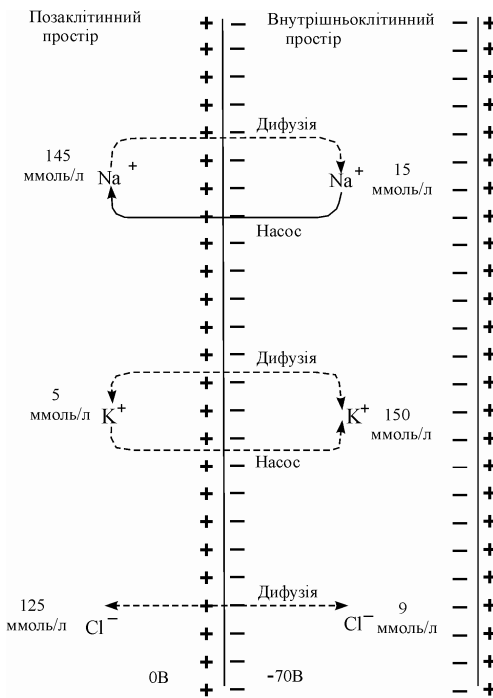 Позаклітинний
простір
Внутрішньоклітинний
простір
Дифузія
145
ммоль/л
Na +
Na +
15
ммоль/л
Насос
Дифузія
5
ммоль/л
K+
K+
150
ммоль/л
Насос
Дифузія
125
ммоль/л
Cl−
Cl−
9
ммоль/л
0В
-70В